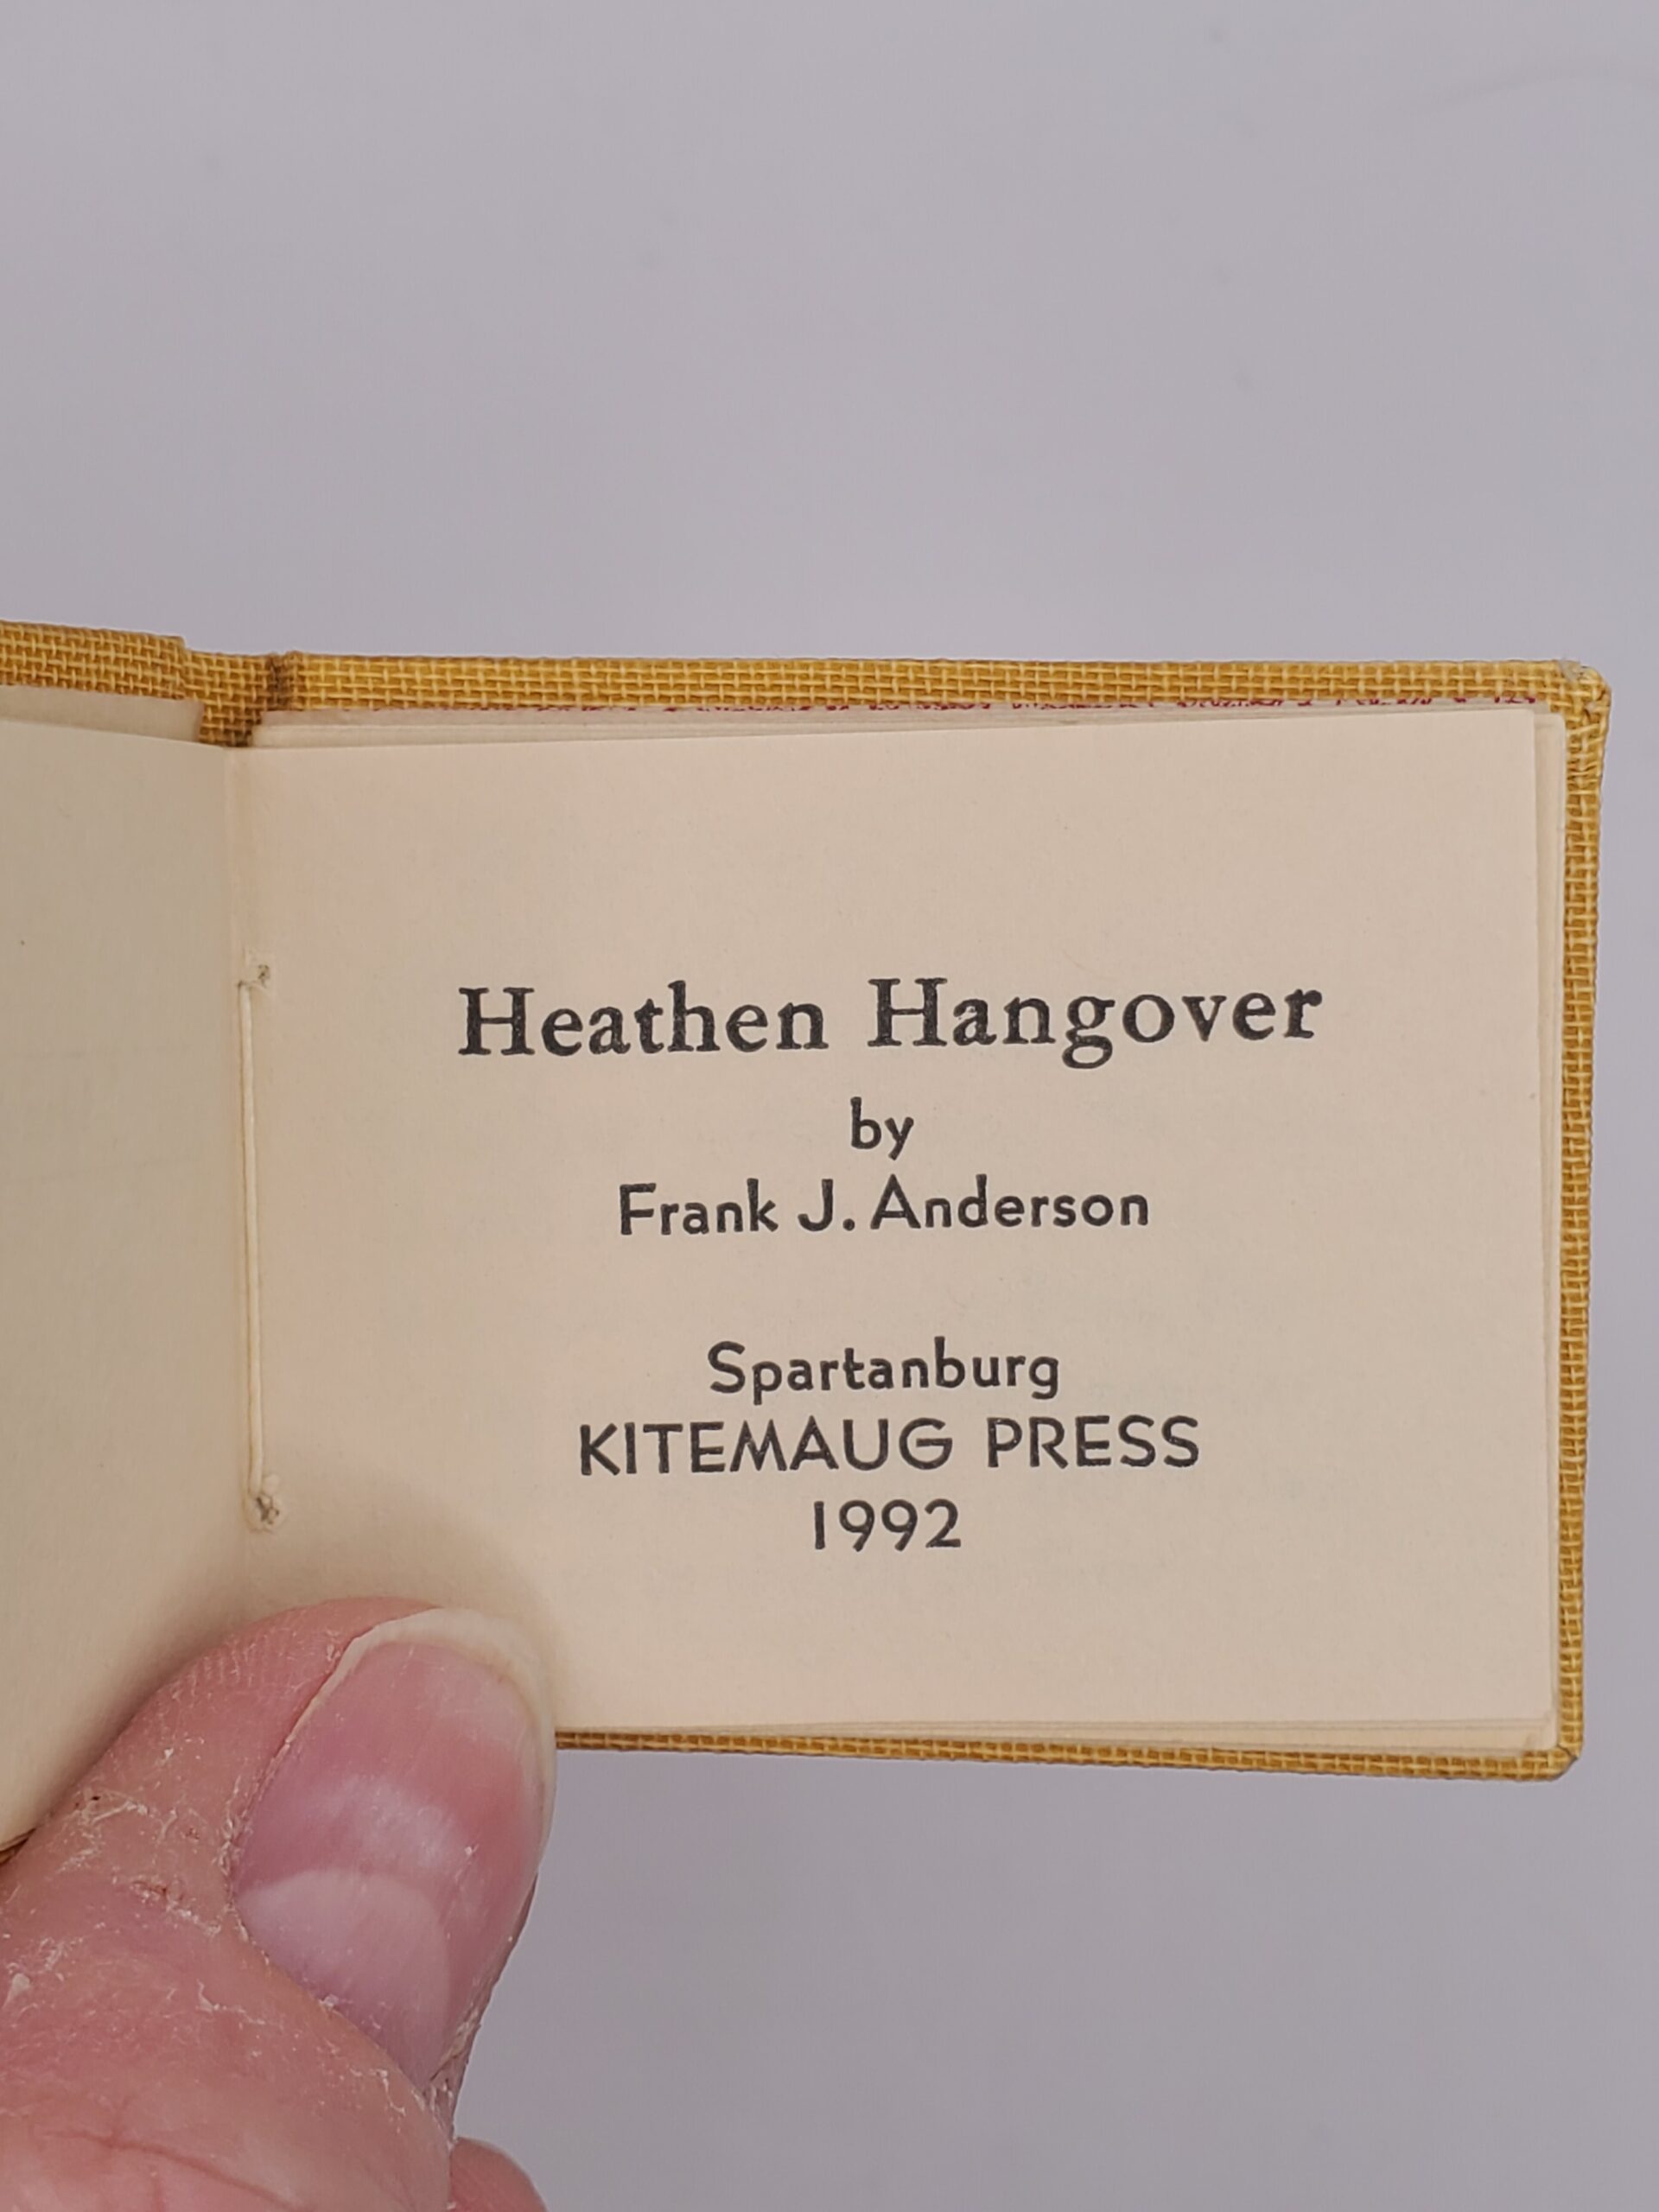 Heathen Hangover
by
Frank J. Anderson
Spartanburg
KITEMAUG PRESS
1992